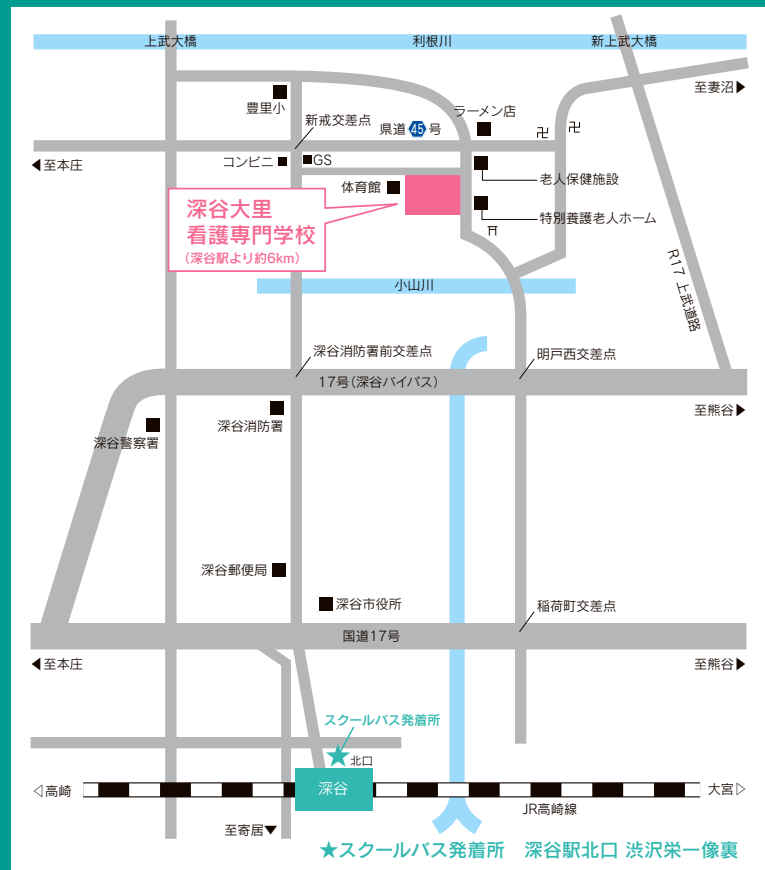 上武大橋
利根川
新上武大橋
至妻沼▶
豊里小
新戒交差点
県道45号
ラーメン店
卍
卍
◀至本庄
コンビニ
GS
老人保健施設
体育館
特別養護老人ホーム
深谷大里
看護専門学校
(深谷駅より約6km)
小山川
R17 上武道路
深谷消防署前交差点
明戸西交差点
17号(深谷バイパス)
至熊谷▶
深谷消防署
深谷警察署
深谷郵便局
深谷市役所
稲荷町交差点
国道17号
◀至本庄
至熊谷▶
スクールバス発着所
★
北口
◁高崎
深谷
大宮▷
JR高崎線
至寄居▼
★スクールバス発着所 深谷駅北口 渋沢栄一像裏